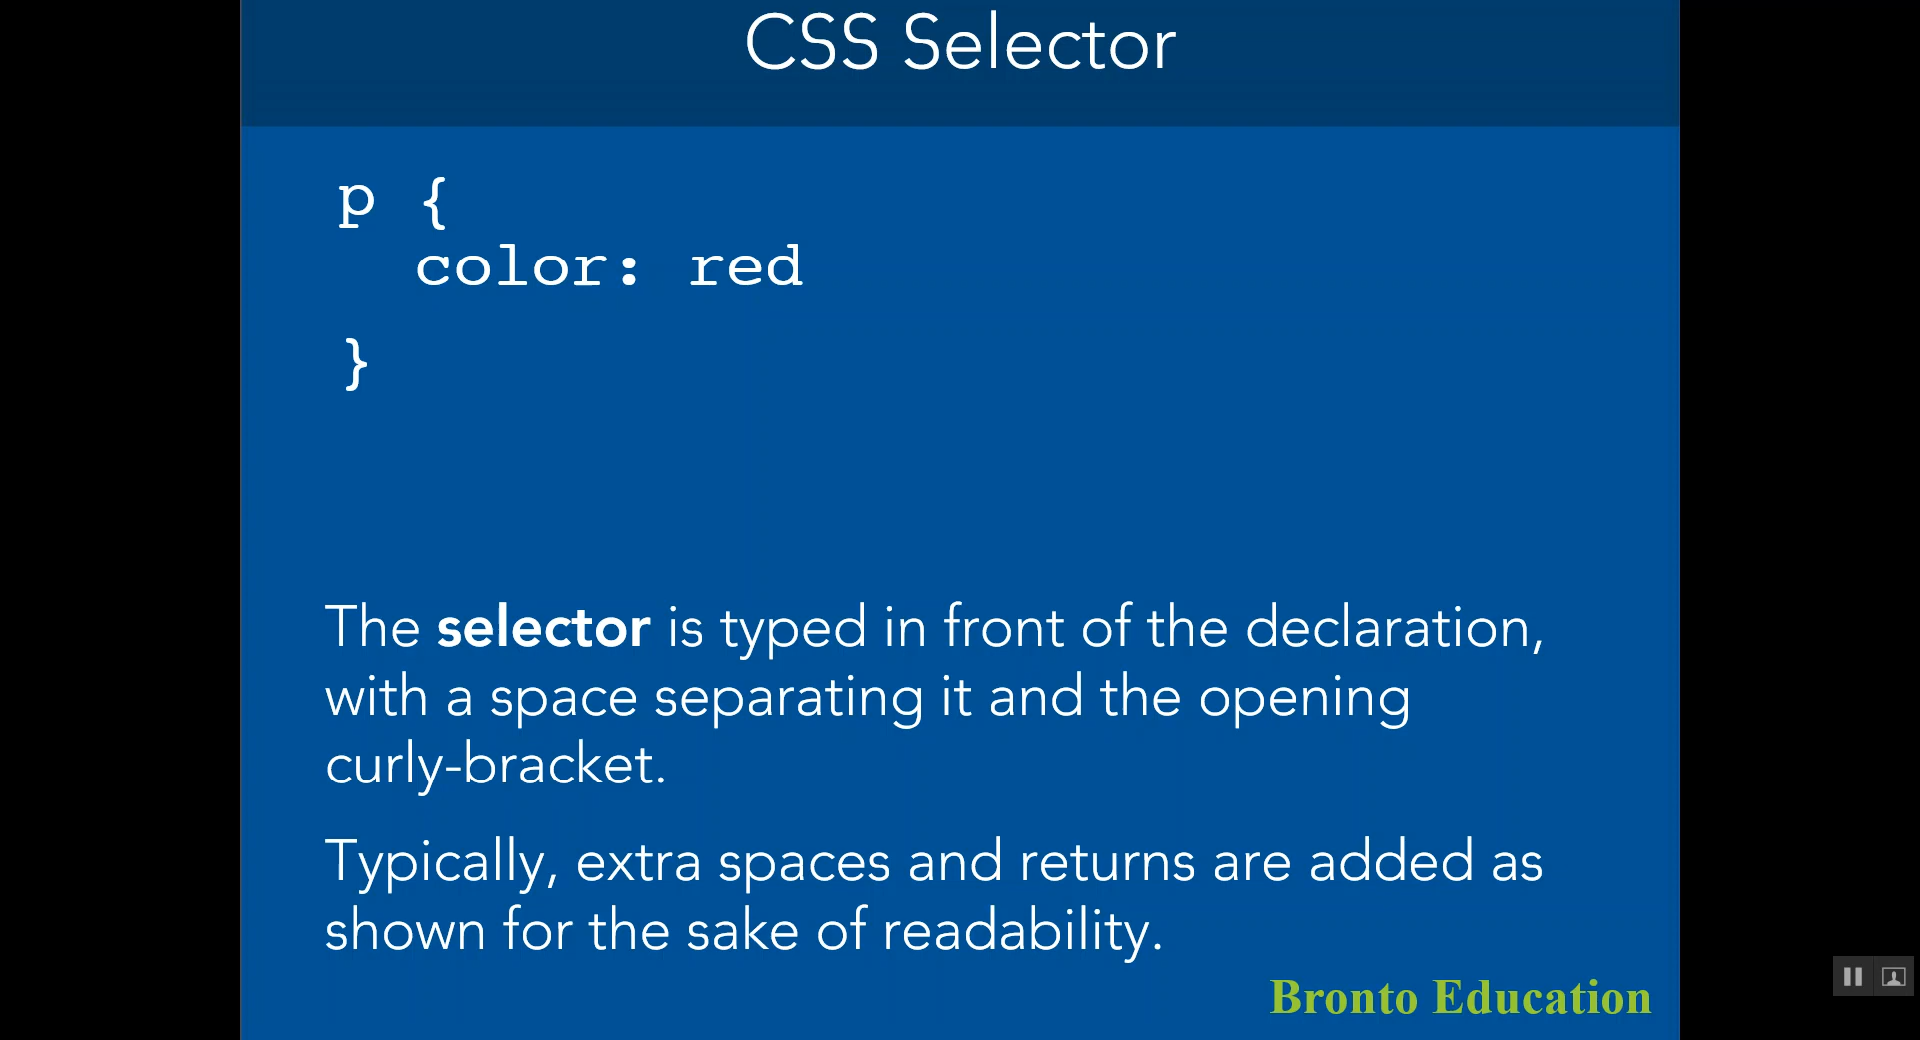 CSS Selector
p {
color: red
}
The selector is typed in front of the declaration,
with a space separating it and the opening
curly-bracket.
Typically, extra spaces and returns are added as
shown for the sake of readability.
Bronto Education